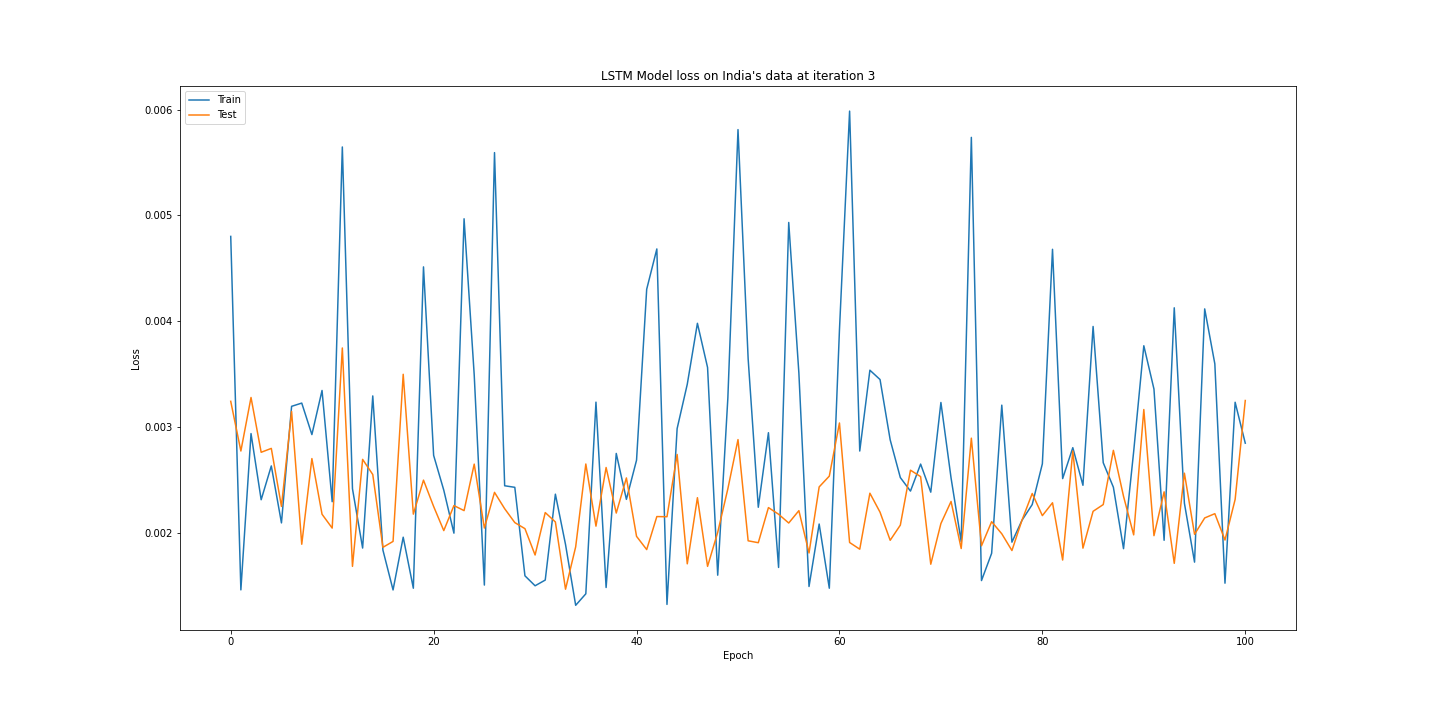 LSTM Model loss on India's data at iteration 3
Train
Test
0.006
0.005
0.004
0.003
0.002
Loss
0 20 40 60 80 100
Epoch